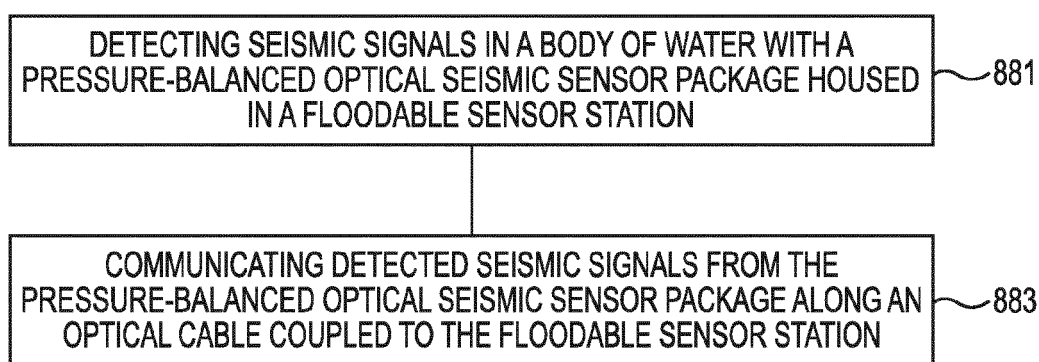 DETECTING SEISMIC SIGNALS IN A BODY OF WATER WITH A
PRESSURE-BALANCED OPTICAL SEISMIC SENSOR PACKAGE HOUSED
IN A FLOODABLE SENSOR STATION
881
COMMUNICATING DETECTED SEISMIC SIGNALS FROM THE
PRESSURE-BALANCED OPTICAL SEISMIC SENSOR PACKAGE ALONG AN
OPTICAL CABLE COUPLED TO THE FLOODABLE SENSOR STATION
883